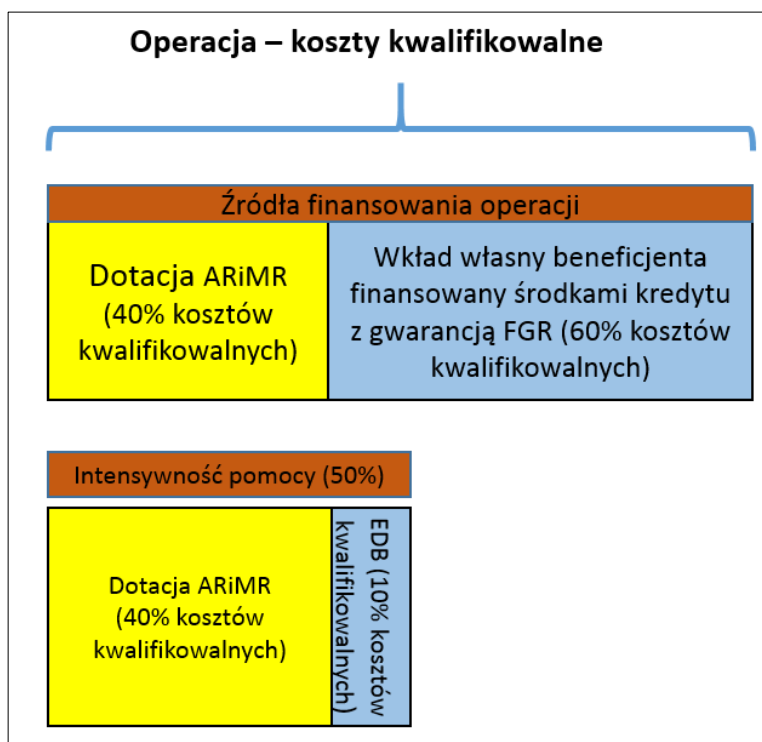 Operacja – koszty kwalifikowalne
Źródła finansowania operacji
Dotacja ARiMR
(40% kosztów
kwalifikowalnych)
Wkład własny beneficjenta
finansowany środkami kredytu
z gwarancją FGR (60% kosztów
kwalifikowalnych)
Intensywność pomocy (50%)
Dotacja ARiMR
(40% kosztów
kwalifikowalnych)
EDB (10% kosztów
kwalifikowalnych)